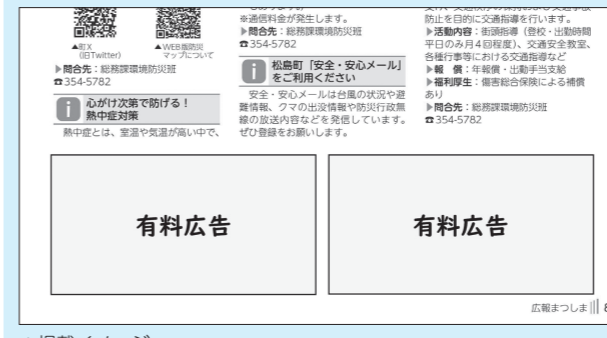 ▲町X
(旧Twitter)
▲WEB版防災
マップについて
▶問合先：総務課環境防災班
☎354-5782
心がけ次第で防げる！
熱中症対策
熱中症とは、室温や気温が高い中で、
※通信料金が発生します。
▶問合先：総務課環境防災班
☎354-5782
松島町「安全・安心メール」
をご利用ください
安全・安心メールは台風の状況や避
難情報、クマの出没情報や防災行政無
線の放送内容などを発信しています。
ぜひ登録をお願いします。
防止を目的に交通指導を行います。
▶活動内容：街頭指導（登校・出勤時間
平日のみ月4回程度）、交通安全教室、
各種行事等における交通指導など
▶報　償：年報償・出動手当支給
▶福利厚生：傷害総合保険による補償
あり
▶問合先：総務課環境防災班
☎354-5782
有料広告
有料広告
広報まつしま 8